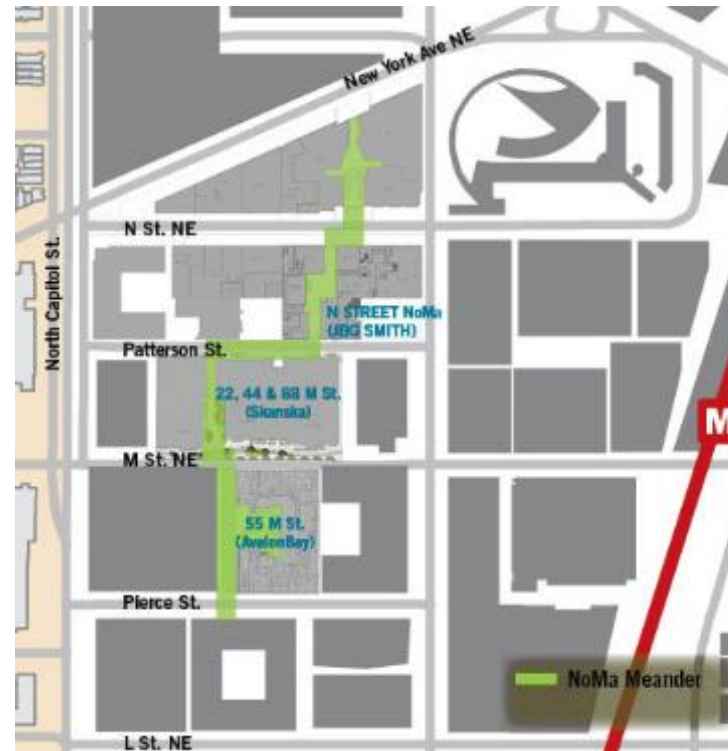 New York Ave NE
N St. NE
North Capitol St.
N STREET NoMa
(JBG SMITH)
Patterson St.
22, 44 & 88 M St.
(Skanska)
M
M St. NE
55 M St.
(AvalonBay)
Pierce St.
NoMa Meander
L St. NE